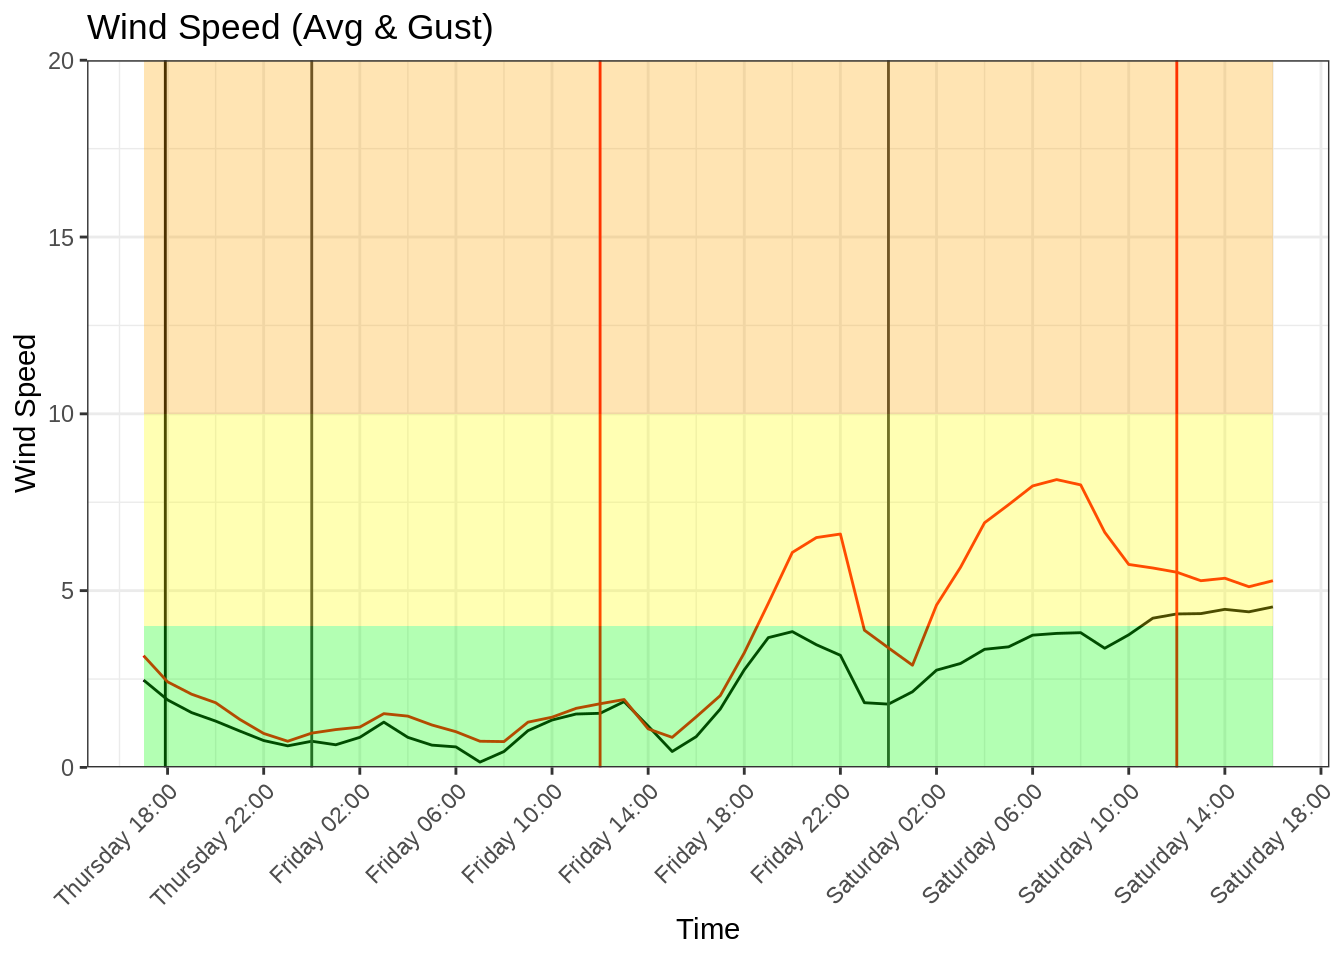 Wind Speed (Avg & Gust)
20
15
10
5
0
Wind Speed
Thursday 18:00
Thursday 22:00
Friday 02:00
Friday 06:00
Friday 10:00
Friday 14:00
Friday 18:00
Friday 22:00
Saturday 02:00
Saturday 06:00
Saturday 10:00
Saturday 14:00
Saturday 18:00
Time